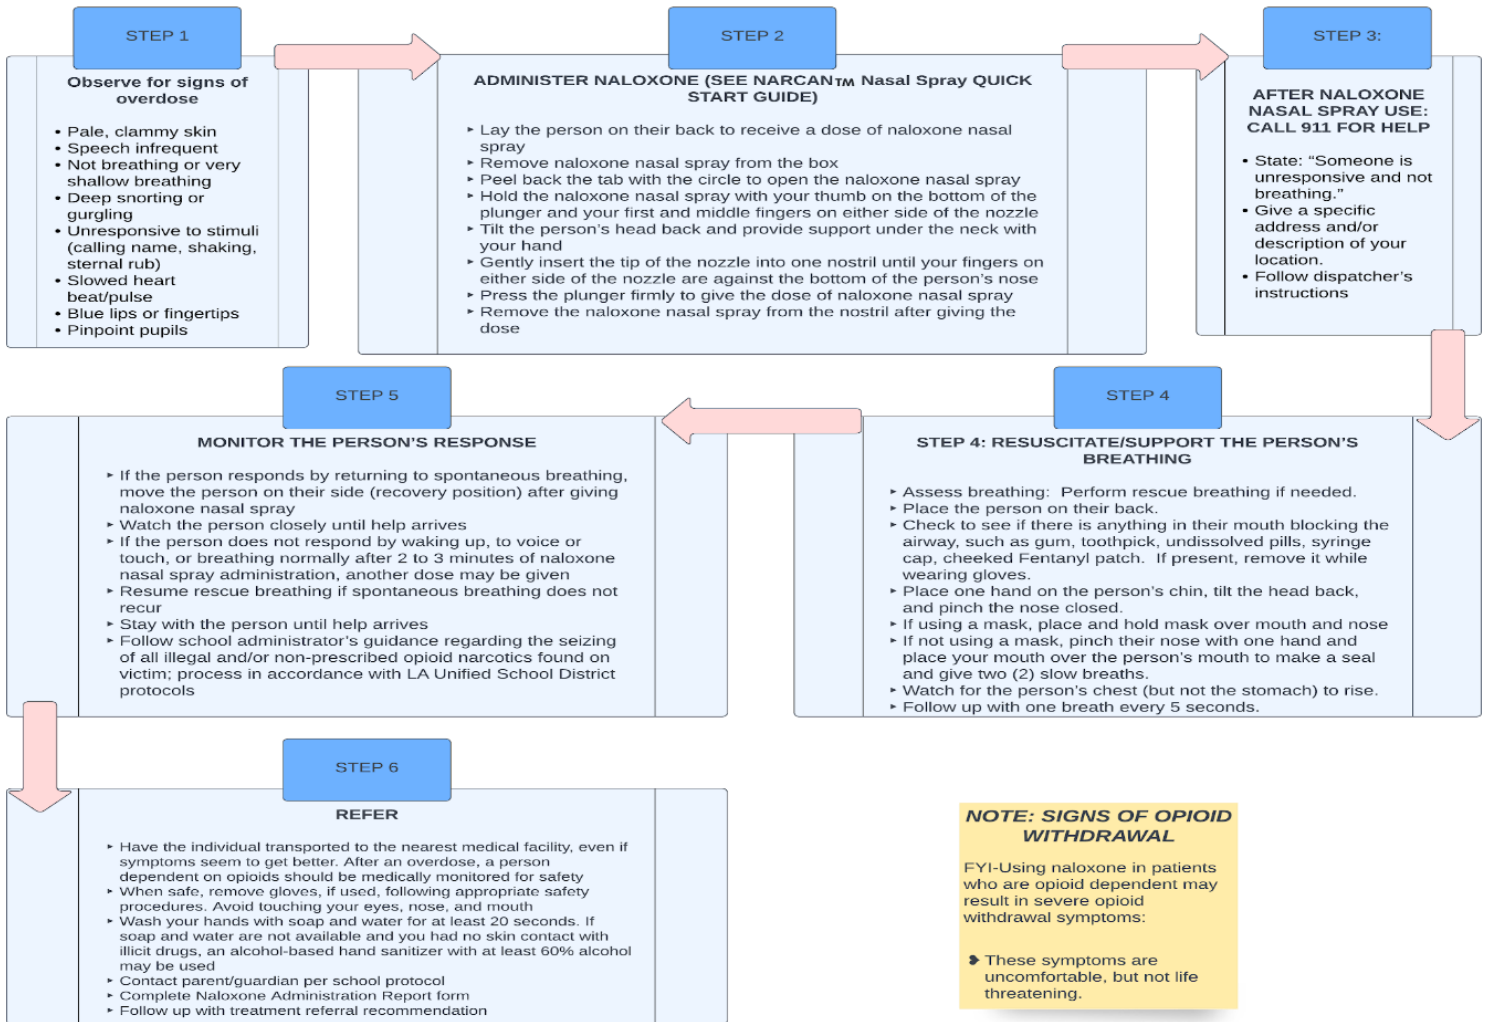 STEP 1
Observe for signs of
overdose
• Pale, clammy skin
• Speech infrequent
• Not breathing or very
shallow breathing
• Deep snorting or
gurgling
• Unresponsive to stimuli
(calling name, shaking,
sternal rub)
• Slowed heart
beat/pulse
• Blue lips or fingertips
• Pinpoint pupils
STEP 2
ADMINISTER NALOXONE (SEE NARCAN™ Nasal Spray QUICK
START GUIDE)
‣ Lay the person on their back to receive a dose of naloxone nasal
spray
‣ Remove naloxone nasal spray from the box
‣ Peel back the tab with the circle to open the naloxone nasal spray
‣ Hold the naloxone nasal spray with your thumb on the bottom of the
plunger and your first and middle fingers on either side of the nozzle
‣ Tilt the person's head back and provide support under the neck with
your hand
‣ Gently insert the tip of the nozzle into one nostril until your fingers on
either side of the nozzle are against the bottom of the person's nose
‣ Press the plunger firmly to give the dose of naloxone nasal spray
‣ Remove the naloxone nasal spray from the nostril after giving the
dose
STEP 3:
AFTER NALOXONE
NASAL SPRAY USE:
CALL 911 FOR HELP
• State: “Someone is
unresponsive and not
breathing.”
• Give a specific
address and/or
description of your
location.
• Follow dispatcher's
instructions
STEP 4
STEP 4: RESUSCITATE/SUPPORT THE PERSON'S
BREATHING
‣ Assess breathing:  Perform rescue breathing if needed.
‣ Place the person on their back.
‣ Check to see if there is anything in their mouth blocking the
airway, such as gum, toothpick, undissolved pills, syringe
cap, cheeked Fentanyl patch.  If present, remove it while
wearing gloves.
‣ Place one hand on the person's chin, tilt the head back,
and pinch the nose closed.
‣ If using a mask, place and hold mask over mouth and nose
‣ If not using a mask, pinch their nose with one hand and
place your mouth over the person's mouth to make a seal
and give two (2) slow breaths.
‣ Watch for the person's chest (but not the stomach) to rise.
‣ Follow up with one breath every 5 seconds.
STEP 5
MONITOR THE PERSON'S RESPONSE
‣ If the person responds by returning to spontaneous breathing,
move the person on their side (recovery position) after giving
naloxone nasal spray
‣ Watch the person closely until help arrives
‣ If the person does not respond by waking up, to voice or
touch, or breathing normally after 2 to 3 minutes of naloxone
nasal spray administration, another dose may be given
‣ Resume rescue breathing if spontaneous breathing does not
recur
‣ Stay with the person until help arrives
‣ Follow school administrator's guidance regarding the seizing
of all illegal and/or non-prescribed opioid narcotics found on
victim; process in accordance with LA Unified School District
protocols
STEP 6
REFER
‣ Have the individual transported to the nearest medical facility, even if
symptoms seem to get better. After an overdose, a person
dependent on opioids should be medically monitored for safety
‣ When safe, remove gloves, if used, following appropriate safety
procedures. Avoid touching your eyes, nose, and mouth
‣ Wash your hands with soap and water for at least 20 seconds. If
soap and water are not available and you had no skin contact with
illicit drugs, an alcohol-based hand sanitizer with at least 60% alcohol
may be used
‣ Contact parent/guardian per school protocol
‣ Complete Naloxone Administration Report form
‣ Follow up with treatment referral recommendation
NOTE: SIGNS OF OPIOID
WITHDRAWAL
FYI-Using naloxone in patients
who are opioid dependent may
result in severe opioid
withdrawal symptoms:
❥ These symptoms are
uncomfortable, but not life
threatening.